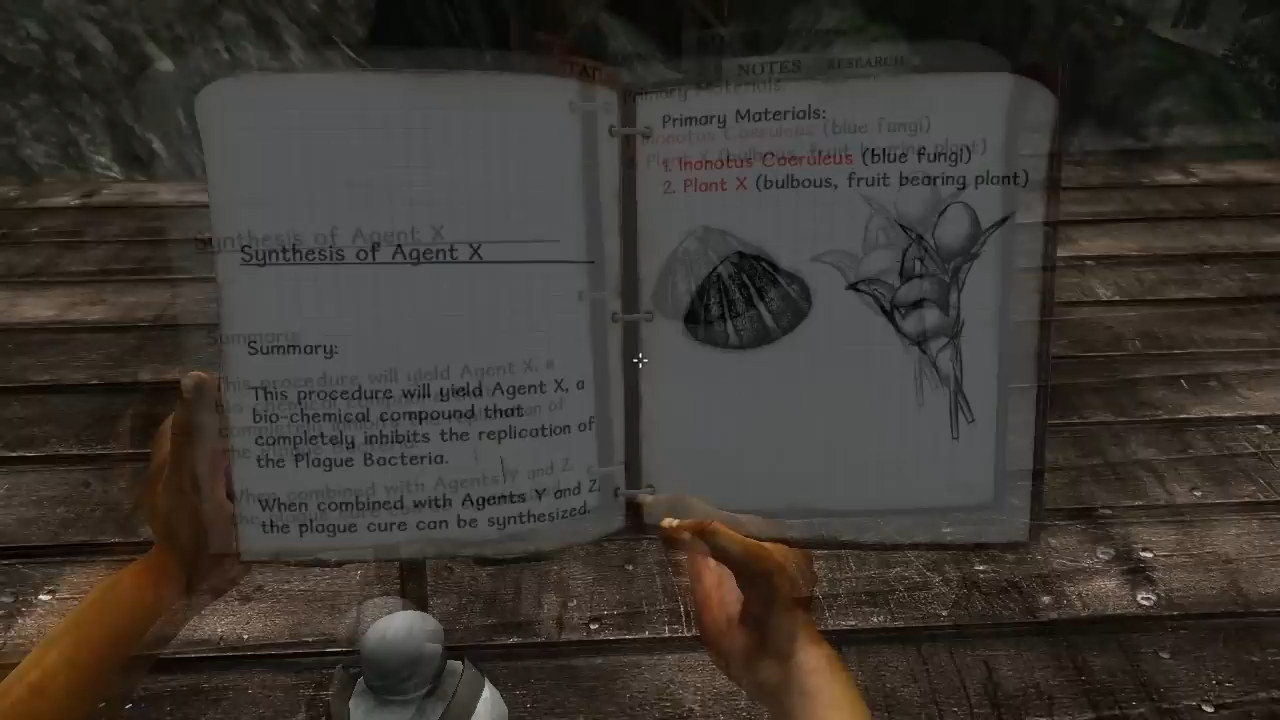 NOTES RESEARCH
Synthesis of Agent X
Summary:
This procedure will yield Agent X, a
bio-chemical compound that
completely inhibits the replication of
the Plague Bacteria.
When combined with Agents Y and Z,
the plague cure can be synthesized.
Primary Materials:
1. Inonotus Coeruleus (blue fungi)
2. Plant X (bulbous, fruit bearing plant)